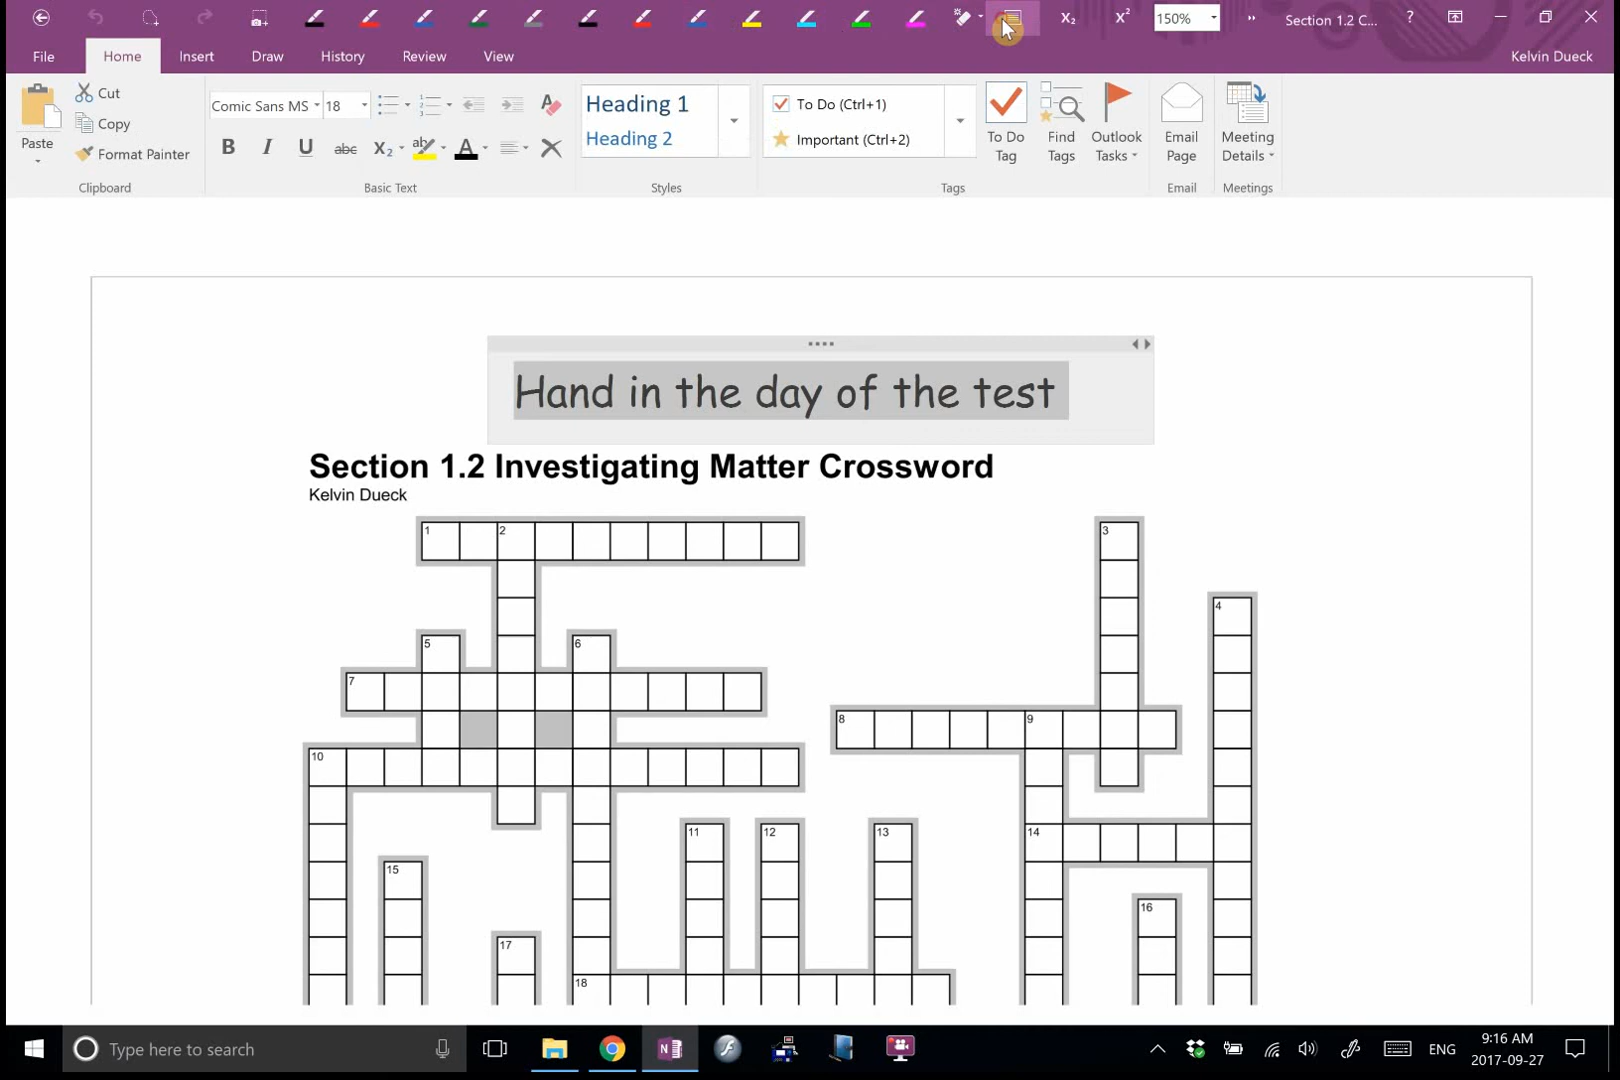 150%
Section 1.2 C...
?
File
Home
Insert
Draw
History
Review
View
Kelvin Dueck
Paste
Cut
Copy
Format Painter
Clipboard
Comic Sans MS
18
B I U abc X₂ ab A
Basic Text
Heading 1
Heading 2
Styles
To Do (Ctrl+1)
Important (Ctrl+2)
To Do
Tag
Find
Tags
Outlook
Tasks
Tags
Email
Page
Email
Meeting
Details
Meetings
X₂
X²
Hand in the day of the test
Section 1.2 Investigating Matter Crossword
Kelvin Dueck
1
2
3
4
5
6
7
8
9
10
11
12
13
14
15
16
17
18
Type here to search
N
ENG
9:16 AM
2017-09-27